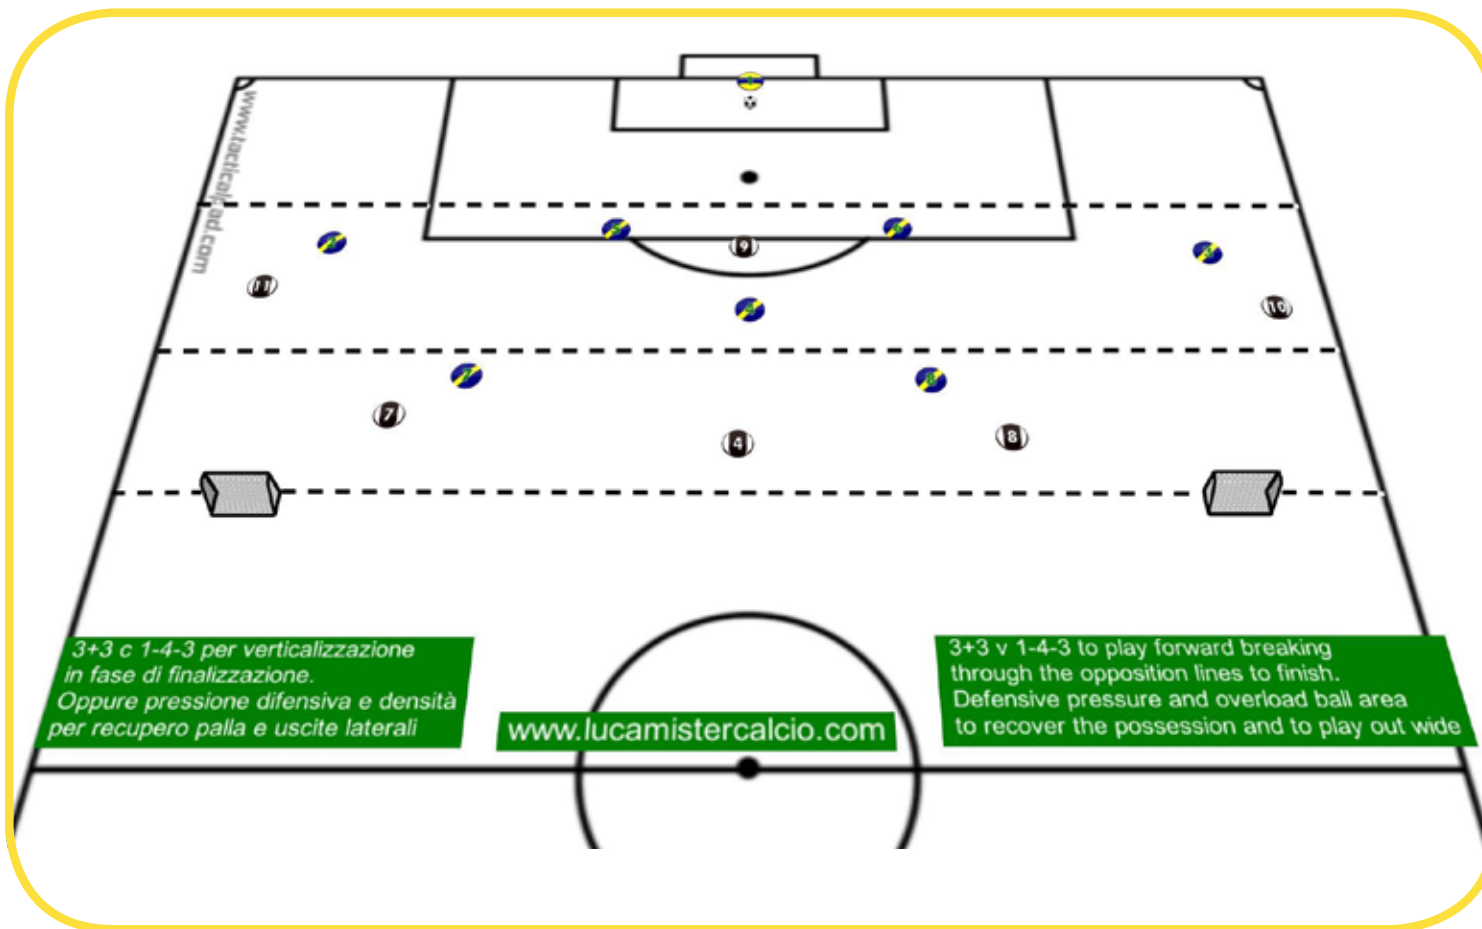 www.tacticalpad.com
11
9
10
7
4
8
3+3 c 1-4-3 per verticalizzazione
in fase di finalizzazione.
Oppure pressione difensiva e densità
per recupero palla e uscite laterali
www.lucamistercalcio.com
3+3 v 1-4-3 to play forward breaking
through the opposition lines to finish.
Defensive pressure and overload ball area
to recover the possession and to play out wide